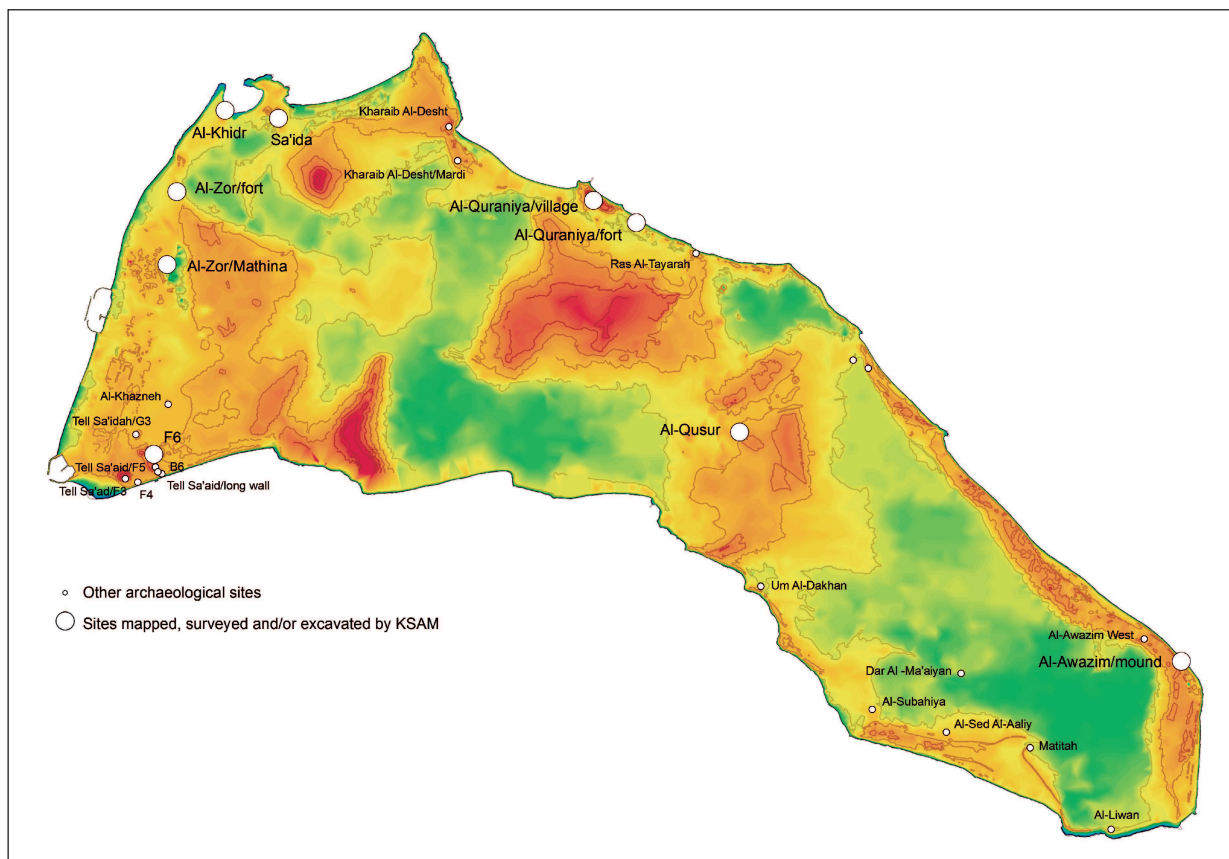 Kharaib Al-Desht
Al-Khidr
Sa'ida
Kharaib Al-Desht/Mardi
Al-Zor/fort
Al-Quraniya/village
Al-Quraniya/fort
Ras Al-Tayarah
Al-Zor/Mathina
Al-Khazneh
Tell Sa'idah/G3
F6
Al-Qusur
Tell Sa'aid/F5
B6
Tell Sa'aid/long wall
Tell Sa'ad/F3
F4
Um Al-Dakhan
Other archaeological sites
Sites mapped, surveyed and/or excavated by KSAM
Al-Awazim West
Al-Awazim/mound
Dar Al -Ma'aiyan
Al-Subahiya
Al-Sed Al-Aaliy
Matitah
Al-Liwan